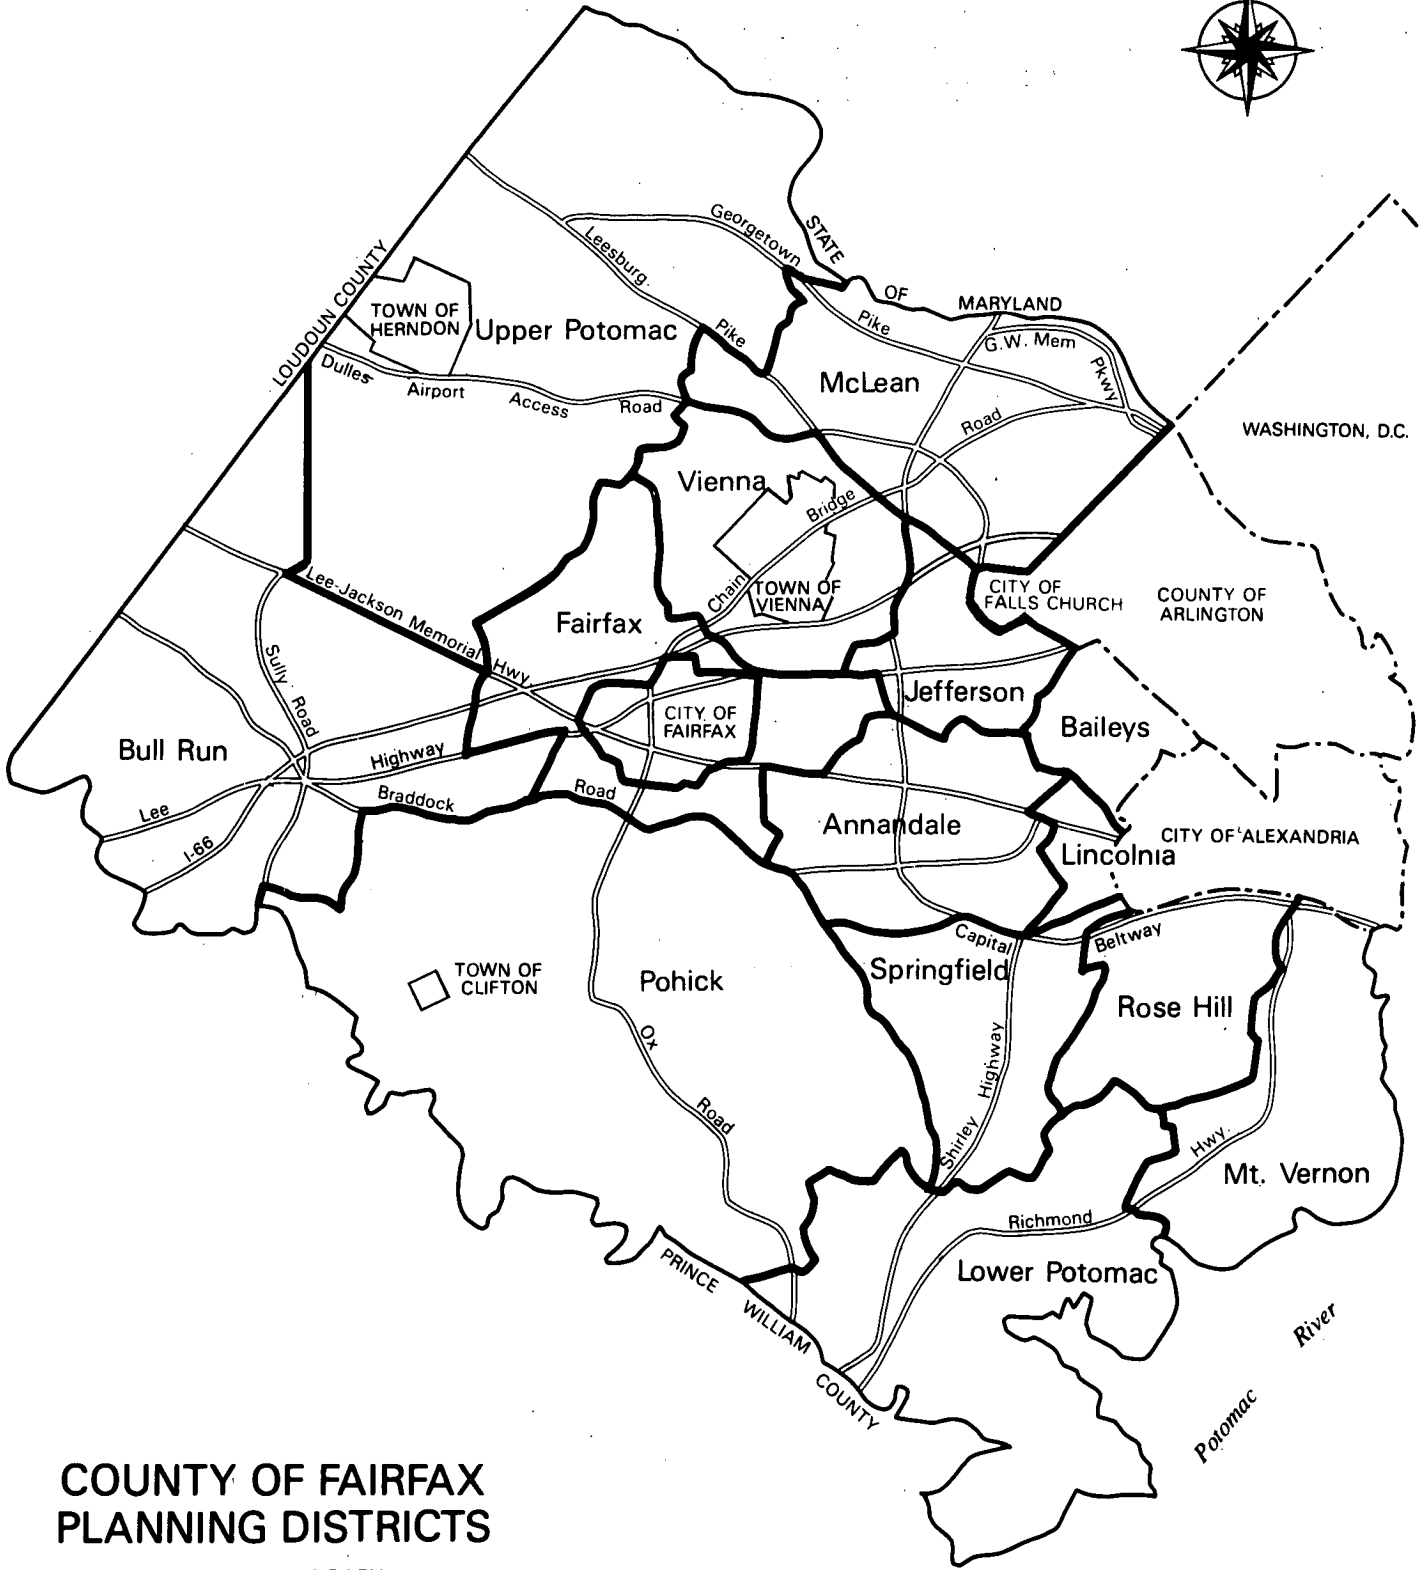 Georgetown
STATE
OF
MARYLAND
Leesburg
Pike
Pike
G.W. Mem
Pkwy
LOUDOUN COUNTY
TOWN OF
HERNDON
Upper Potomac
McLean
Dulles
Airport
Access
Road
Road
WASHINGTON, D.C.
Vienna
Bridge
Chain
TOWN OF
VIENNA
CITY OF
FALLS CHURCH
COUNTY OF
ARLINGTON
Lee-Jackson Memorial Hwy.
Fairfax
Sully Road
Jefferson
CITY OF
FAIRFAX
Baileys
Bull Run
Highway
Lee
Braddock
Road
I-66
Annandale
CITY OF ALEXANDRIA
Lincolnia
Capital
Beltway
TOWN OF
CLIFTON
Pohick
Springfield
Rose Hill
Ox
Road
Highway
Shirley
Hwy.
Mt. Vernon
Richmond
Lower Potomac
PRINCE
WILLIAM
COUNTY
River
Potomac
COUNTY OF FAIRFAX
PLANNING DISTRICTS